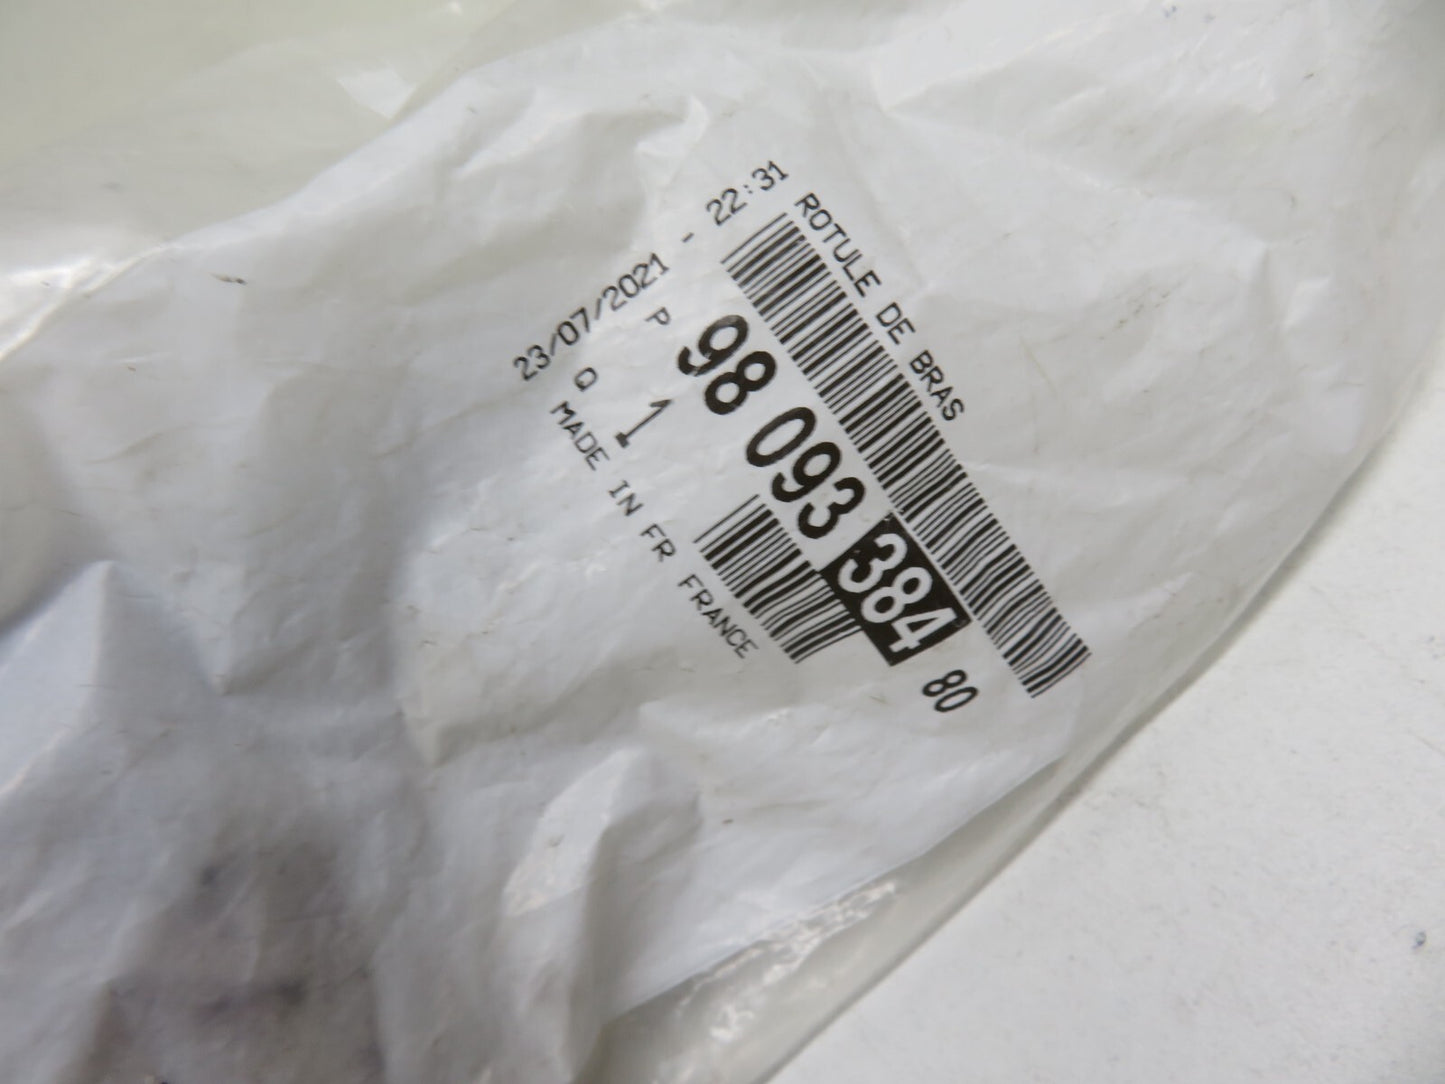 23/07/2021 - 22:31
ROTULE DE BRAS
P 98 093 384 80
Q 1
MADE IN FR FRANCE